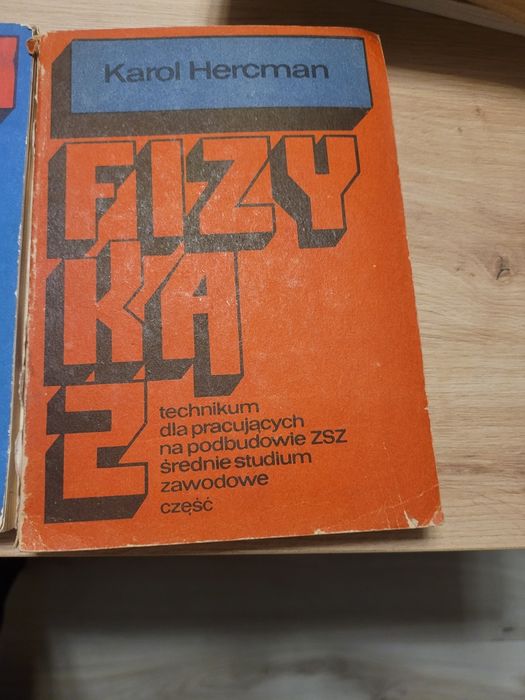 Karol Hercman
FIZY
KA
2
technikum
dla pracujących
na podbudowie ZSZ
średnie studium
zawodowe
część